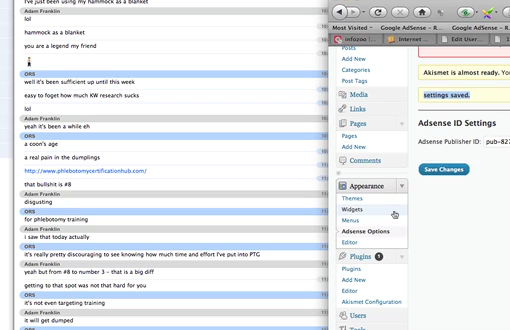 I've just been using my hammock as a blanket
Adam Franklin
lol
hammock as a blanket
you are a legend my friend
ORS
well it's been sufficient up until this week
easy to foget how much KW research sucks
lol
Adam Franklin
yeah it's been a while eh
ORS
a coon's age
a real pain in the dumplings
http://www.phlebotomycertificationhub.com/
that bullshit is #8
Adam Franklin
disgusting
ORS
for phlebotomy training
Adam Franklin
i saw that today actually
ORS
it's really pretty discouraging to see knowing how much time and effort I've put into PTG
Adam Franklin
yeah but from #8 to number 3 - that is a big diff
getting to that spot was not that hard for you
ORS
it's not even targeting training
Adam Franklin
it will get dumped
Most Visited
Google AdSense - R...
Google AdSense
infozoo
Internet
Edit User...
Posts
Add New
Categories
Post Tags
Media
Links
Pages
Pages
Add New
Comments
Appearance
Themes
Widgets
Menus
Adsense Options
Editor
Plugins 1
Plugins
Add New
Editor
Akismet Configuration
Users
Tools
Akismet is almost ready. You
settings saved.
Adsense ID Settings
Adsense Publisher ID: pub-827
Save Changes